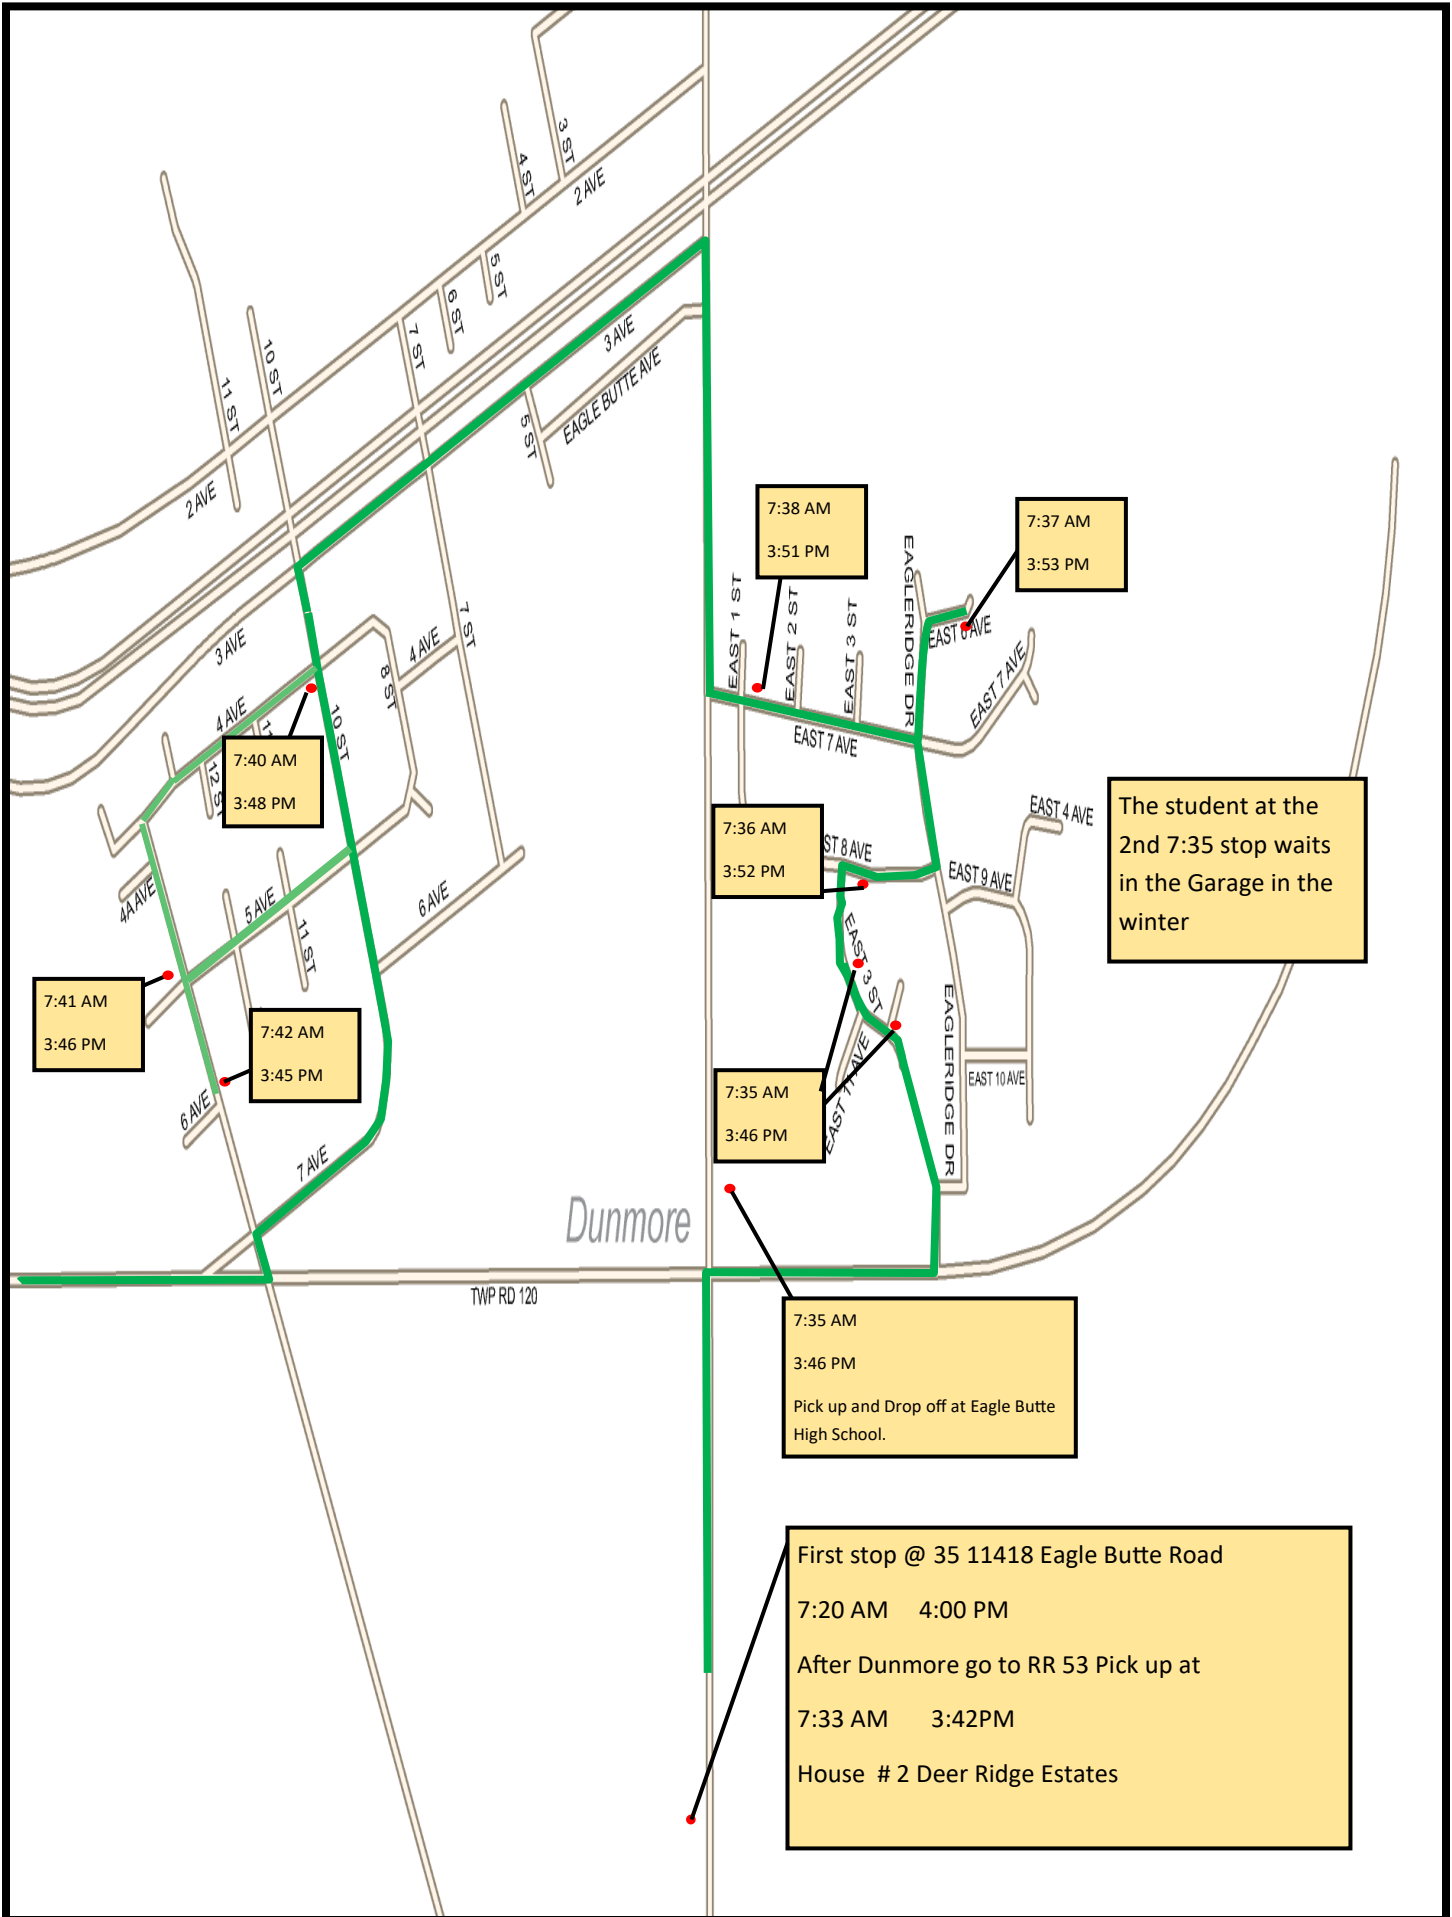 3 ST
4 ST
2 AVE
5 ST
6 ST
7 ST
3 AVE
10 ST
EAGLE BUTTE AVE
11 ST
5 ST
2 AVE
7:38 AM
3:51 PM
7:37 AM
3:53 PM
EAGLERIDGE DR
EAST 1 ST
EAST 2 ST
EAST 3 ST
EAST 6 AVE
7 ST
4 AVE
3 AVE
EAST 7 AVE
8 ST
4 AVE
10 ST
EAST 7 AVE
7:40 AM
3:48 PM
12 ST
The student at the
2nd 7:35 stop waits
in the Garage in the
winter
EAST 4 AVE
7:36 AM
3:52 PM
ST 8 AVE
EAST 9 AVE
4A AVE
5 AVE
6 AVE
11 ST
EAST 3 ST
7:41 AM
3:46 PM
7:42 AM
3:45 PM
EAGLERIDGE DR
EAST 10 AVE
7:35 AM
3:46 PM
6 AVE
7 AVE
Dunmore
TWP RD 120
7:35 AM
3:46 PM
Pick up and Drop off at Eagle Butte
High School.
First stop @ 35 11418 Eagle Butte Road
7:20 AM 4:00 PM
After Dunmore go to RR 53 Pick up at
7:33 AM 3:42PM
House # 2 Deer Ridge Estates